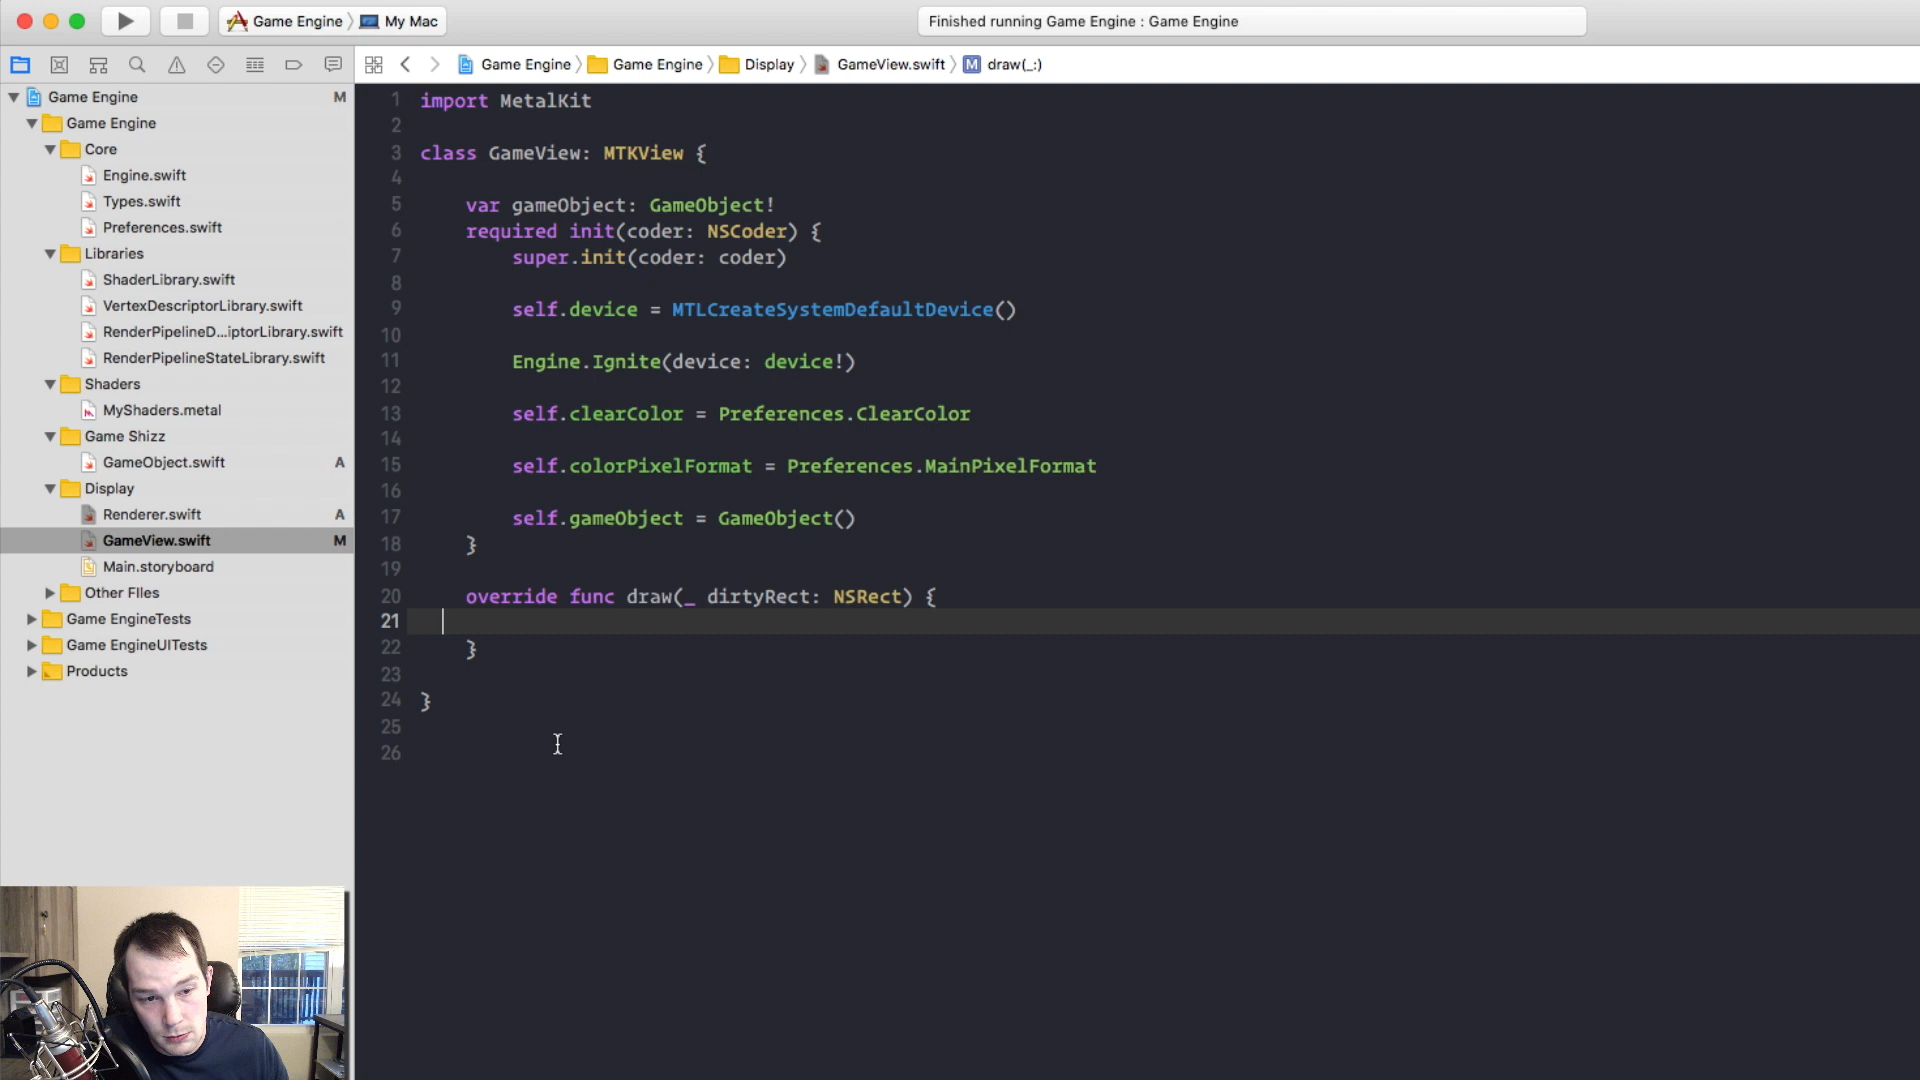 Game Engine
My Mac
Finished running Game Engine : Game Engine
Game Engine
Game Engine
Display
GameView.swift
M
draw(_:)
Game Engine
M
Game Engine
Core
Engine.swift
Types.swift
Preferences.swift
Libraries
ShaderLibrary.swift
VertexDescriptorLibrary.swift
RenderPipelineD...iptorLibrary.swift
RenderPipelineStateLibrary.swift
Shaders
MyShaders.metal
Game Shizz
GameObject.swift
A
Display
Renderer.swift
A
GameView.swift
M
Main.storyboard
Other FIles
Game EngineTests
Game EngineUITests
Products
1 import MetalKit
2
3 class GameView: MTKView {
4
5 var gameObject: GameObject!
6 required init(coder: NSCoder) {
7 super.init(coder: coder)
8
9 self.device = MTLCreateSystemDefaultDevice()
10
11 Engine.Ignite(device: device!)
12
13 self.clearColor = Preferences.ClearColor
14
15 self.colorPixelFormat = Preferences.MainPixelFormat
16
17 self.gameObject = GameObject()
18 }
19
20 override func draw(_ dirtyRect: NSRect) {
21
22 }
23
24 }
25
26